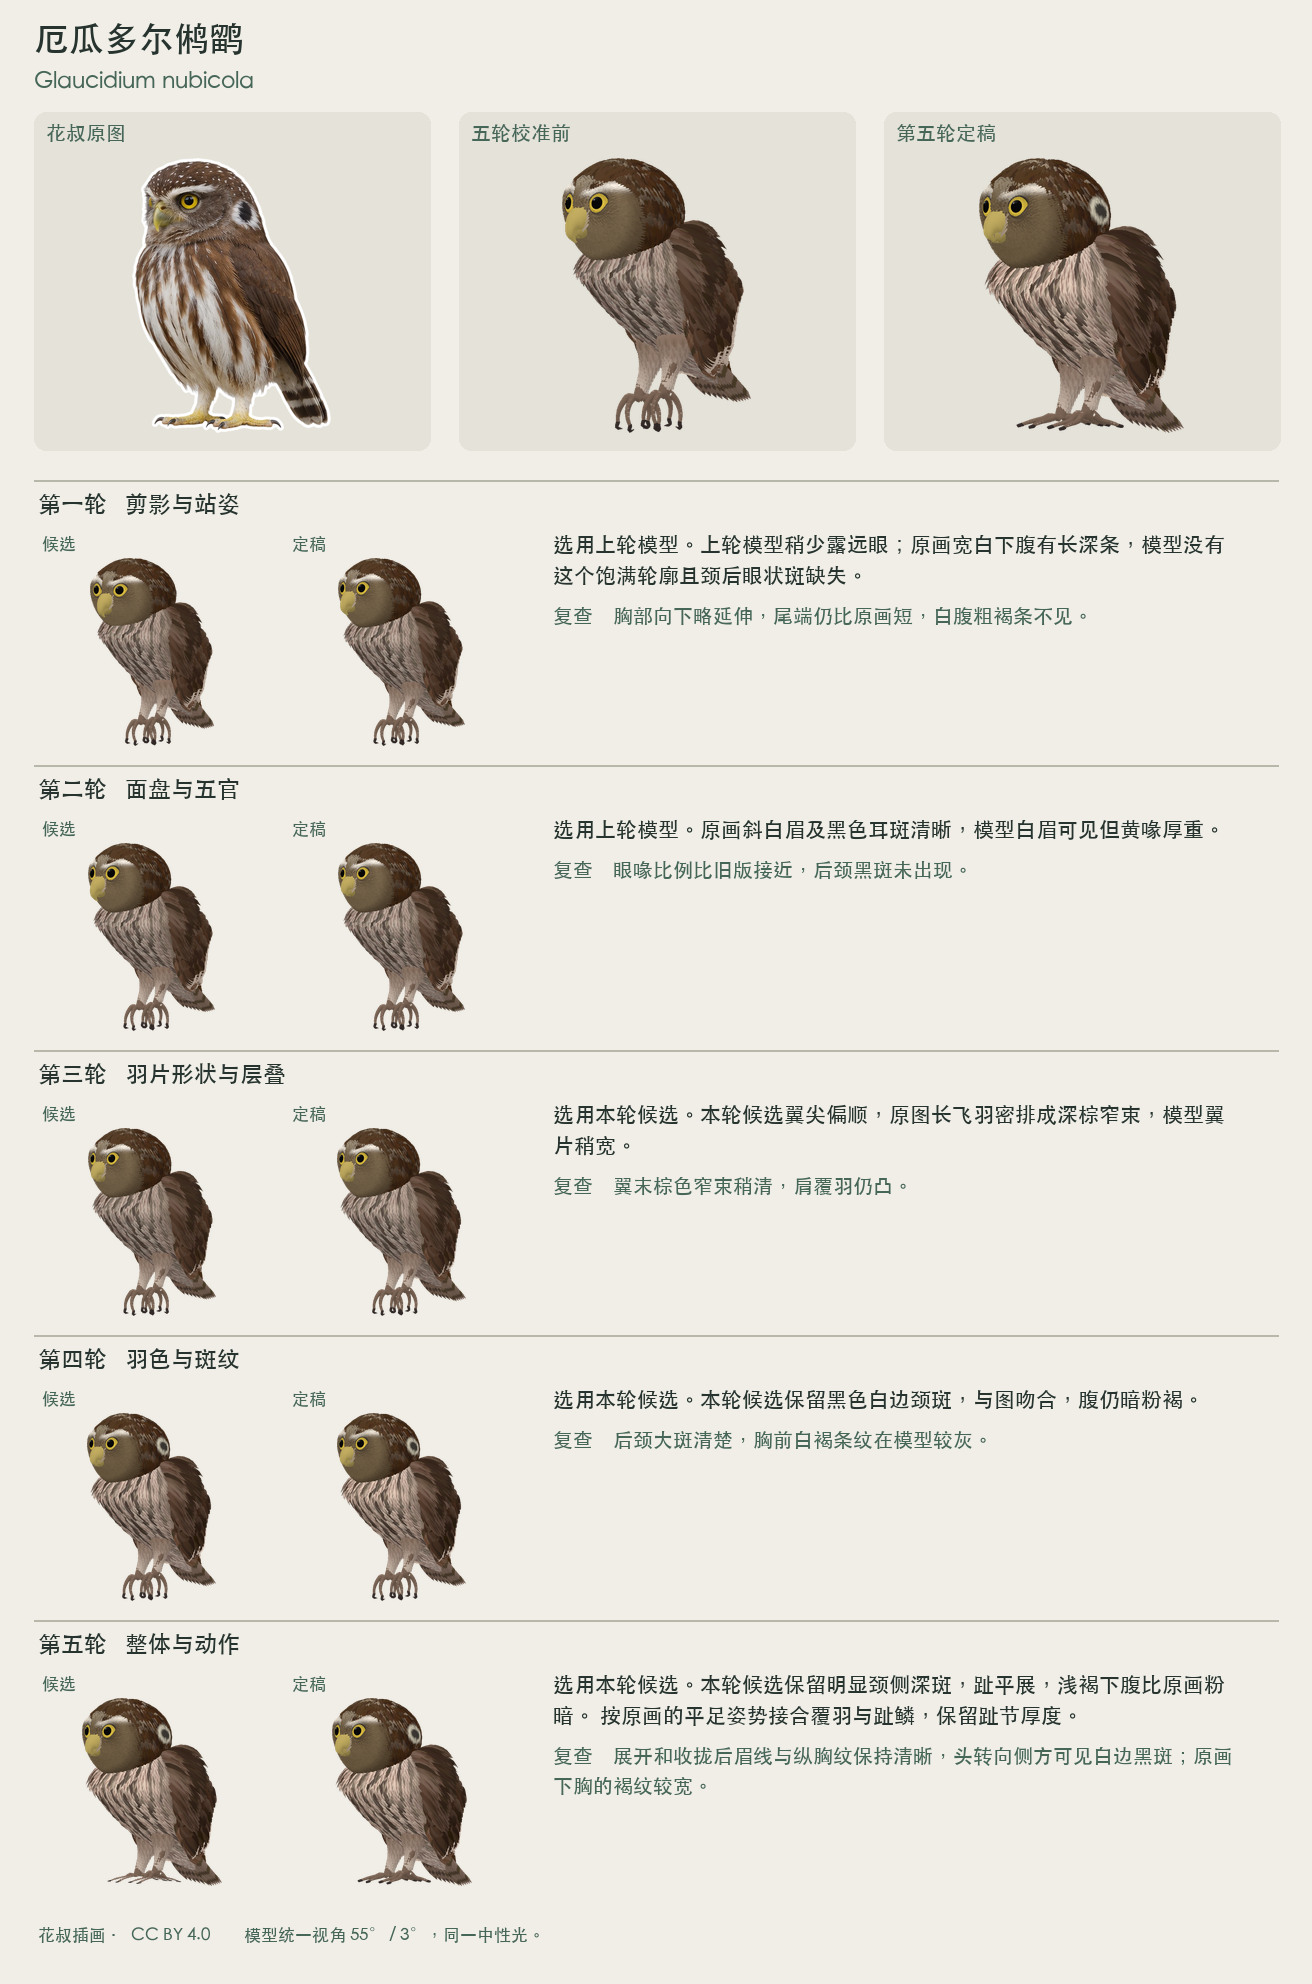 厄瓜多尔鸺鹠
Glaucidium nubicola
花叔原图
五轮校准前
第五轮定稿
第一轮 剪影与站姿
候选
定稿
选用上轮模型。上轮模型稍少露远眼；原画宽白下腹有长深条，模型没有
这个饱满轮廓且颈后眼状斑缺失。
复查 胸部向下略延伸，尾端仍比原画短，白腹粗褐条不见。
第二轮 面盘与五官
候选
定稿
选用上轮模型。原画斜白眉及黑色耳斑清晰，模型白眉可见但黄喙厚重。
复查 眼喙比例比旧版接近，后颈黑斑未出现。
第三轮 羽片形状与层叠
候选
定稿
选用本轮候选。本轮候选翼尖偏顺，原图长飞羽密排成深棕窄束，模型翼
片稍宽。
复查 翼末棕色窄束稍清，肩覆羽仍凸。
第四轮 羽色与斑纹
候选
定稿
选用本轮候选。本轮候选保留黑色白边颈斑，与图吻合，腹仍暗粉褐。
复查 后颈大斑清楚，胸前白褐条纹在模型较灰。
第五轮 整体与动作
候选
定稿
选用本轮候选。本轮候选保留明显颈侧深斑，趾平展，浅褐下腹比原画粉
暗。 按原画的平足姿势接合覆羽与趾鳞，保留趾节厚度。
复查 展开和收拢后眉线与纵胸纹保持清晰，头转向侧方可见白边黑斑；原画
下胸的褐纹较宽。
花叔插画· CC BY 4.0 模型统一视角 55° / 3° ，同一中性光。